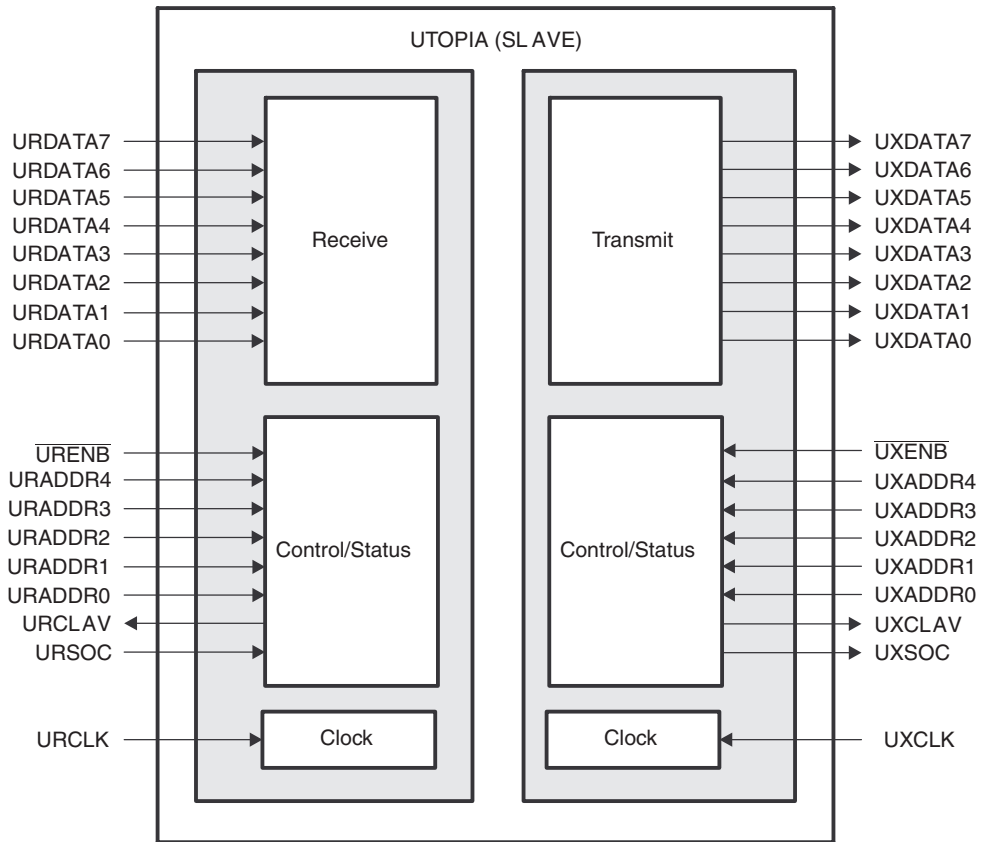 UTOPIA (SLAVE)
URDATA7
URDATA6
URDATA5
URDATA4
URDATA3
URDATA2
URDATA1
URDATA0
Receive
Transmit
UXDATA7
UXDATA6
UXDATA5
UXDATA4
UXDATA3
UXDATA2
UXDATA1
UXDATA0
URENB
URADDR4
URADDR3
URADDR2
URADDR1
URADDR0
URCLAV
URSOC
Control/Status
Control/Status
UXENB
UXADDR4
UXADDR3
UXADDR2
UXADDR1
UXADDR0
UXCLAV
UXSOC
URCLK
Clock
Clock
UXCLK